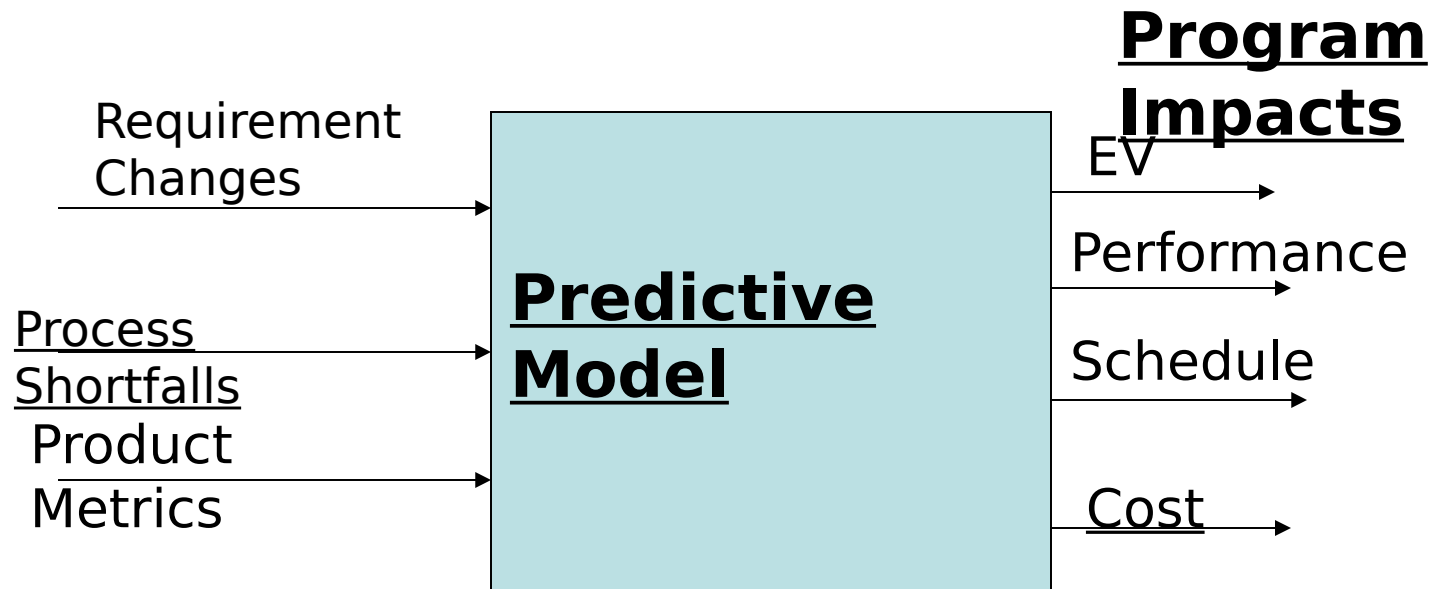 Program
Impacts
Requirement
Changes
EV
Performance
Predictive
Model
Process
Shortfalls
Schedule
Product
Metrics
Cost